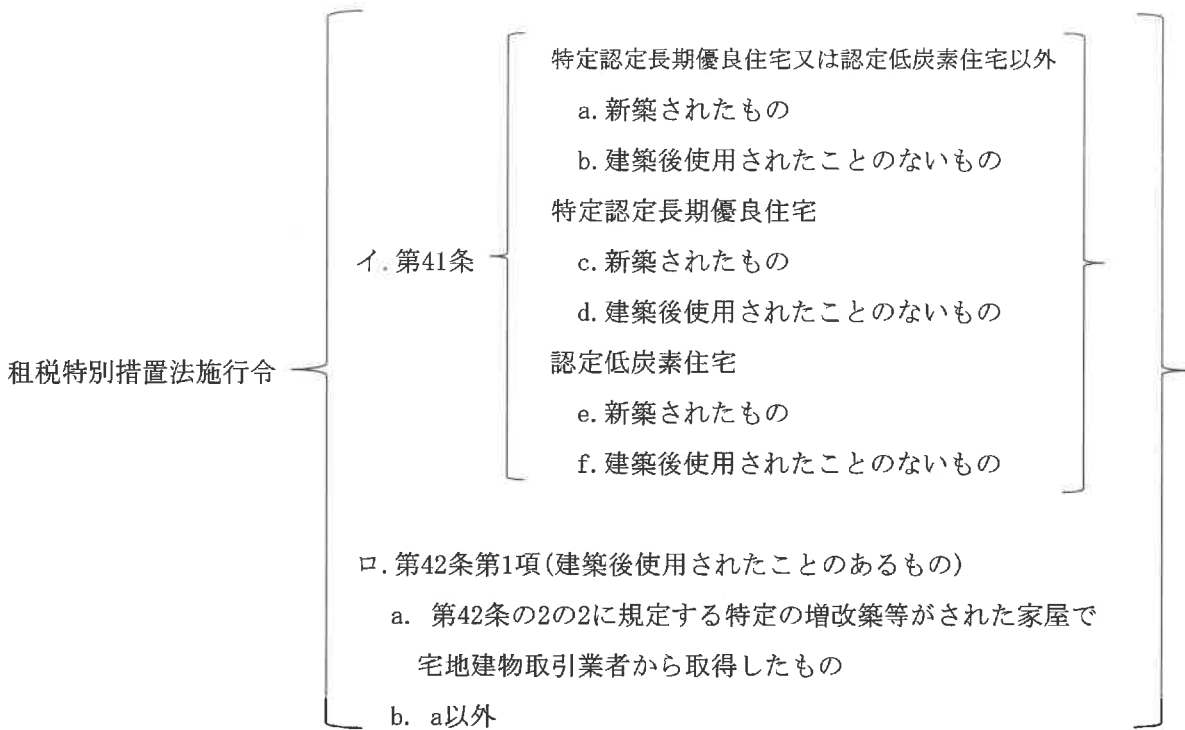 特定認定長期優良住宅又は認定低炭素住宅以外
a.新築されたもの
b.建築後使用されたことのないもの
特定認定長期優良住宅
イ.第41条
c.新築されたもの
d.建築後使用されたことのないもの
租税特別措置法施行令
認定低炭素住宅
e.新築されたもの
f.建築後使用されたことのないもの
ロ.第42条第1項(建築後使用されたことのあるもの)
a. 第42条の2の2に規定する特定の増改築等がされた家屋で
宅地建物取引業者から取得したもの
b. a以外